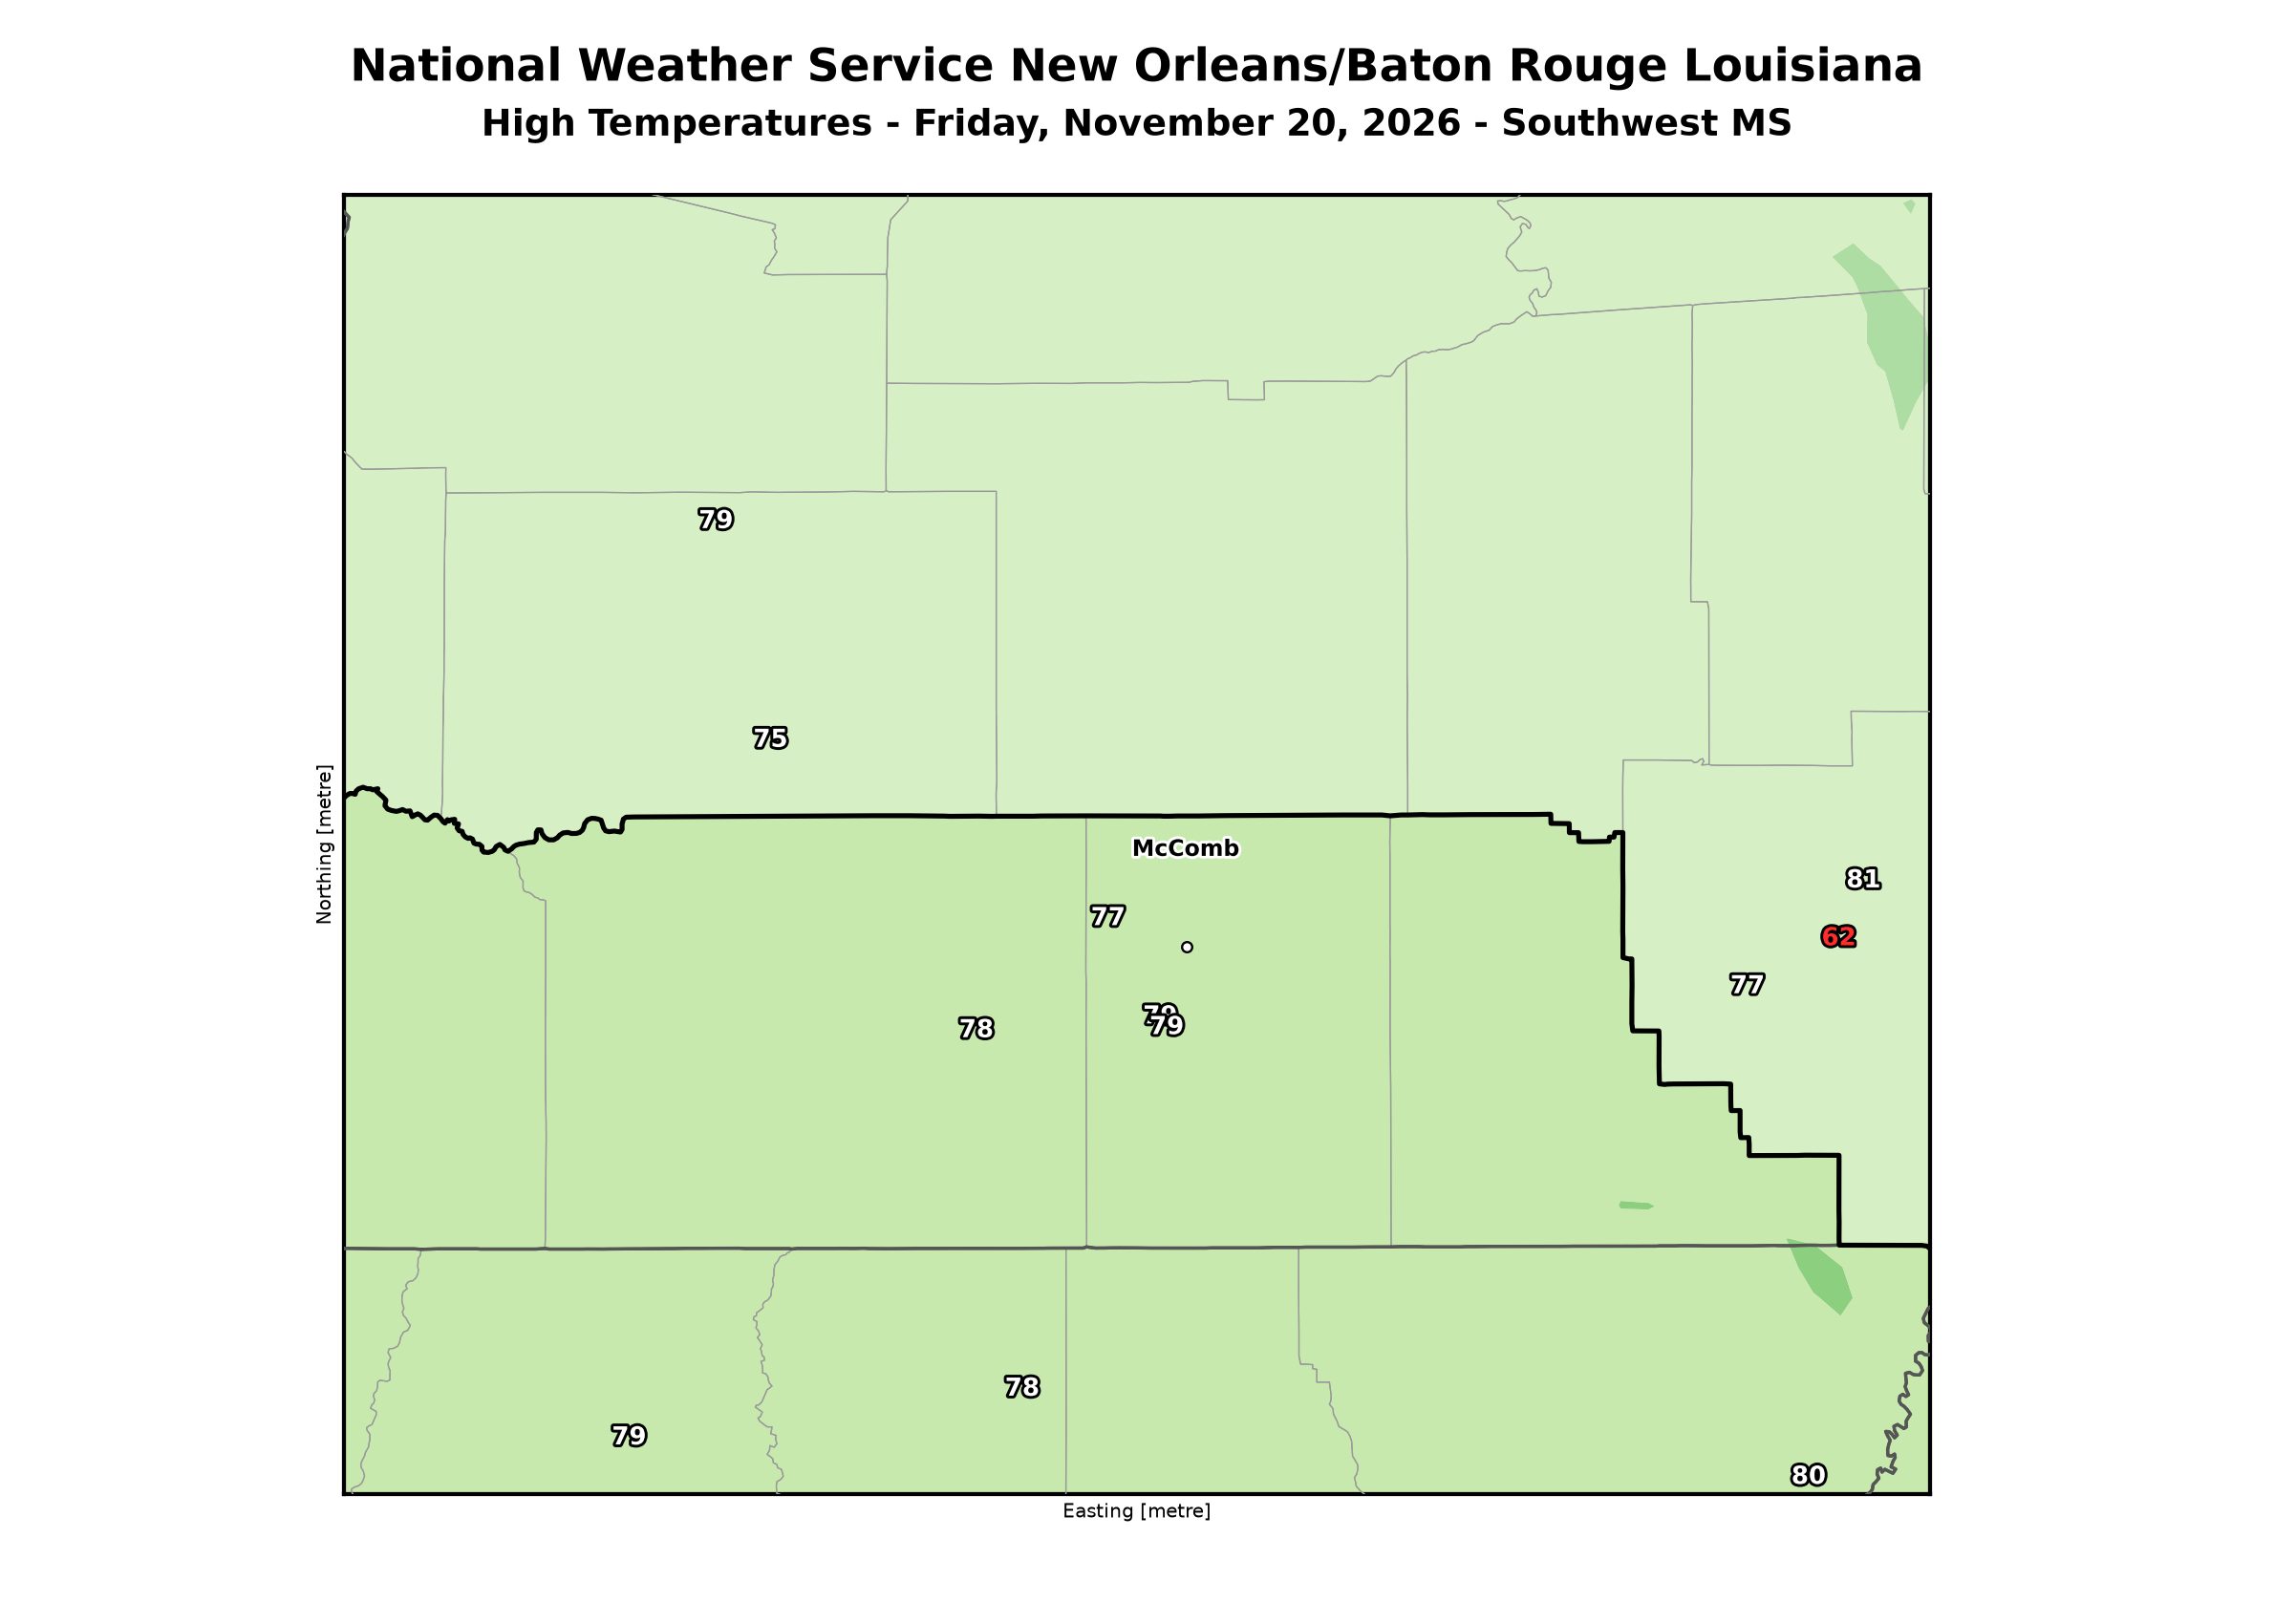 National Weather Service New Orleans/Baton Rouge Louisiana
High Temperatures - Friday, November 20, 2026 - Southwest MS
79
75
McComb
81
77
62
77
79
78
78
79
80
Northing [metre]
Easting [metre]